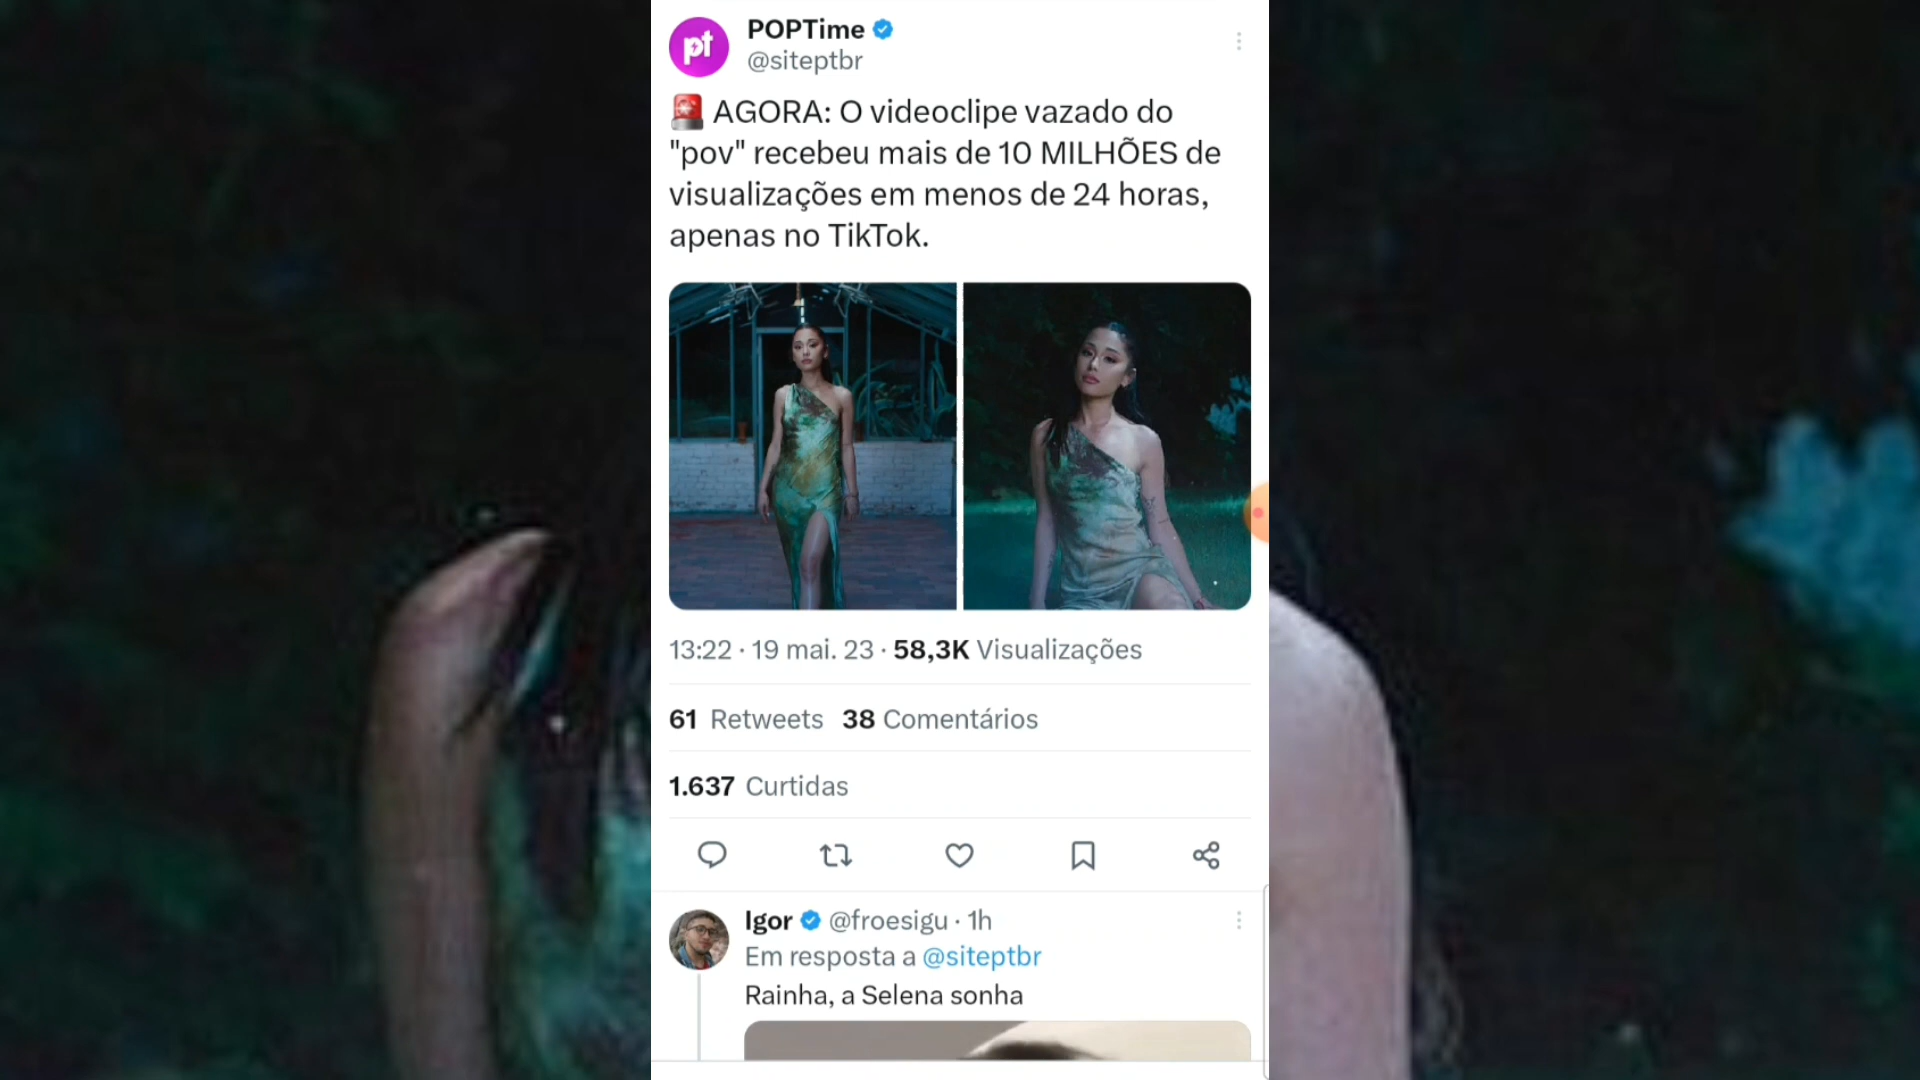 pt
POPTime
@siteptbr
🚨 AGORA: O videoclipe vazado do
"pov" recebeu mais de 10 MILHÕES de
visualizações em menos de 24 horas,
apenas no TikTok.
13:22 · 19 mai. 23 · 58,3K Visualizações
61 Retweets 38 Comentários
1.637 Curtidas
Igor @froesigu · 1h
Em resposta a @siteptbr
Rainha, a Selena sonha